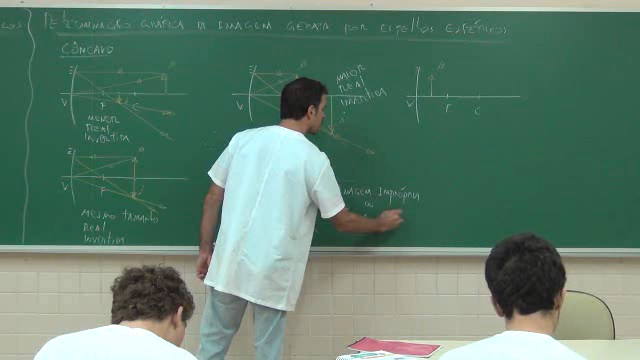 DETERMINAÇÃO GRÁFICA DA IMAGEM GERADA POR ESPELHOS ESFÉRICOS
CÔNCAVO
E
V
F
MENOR
REAL
INVERTIDA
E
V
F
MESMO TAMANHO
REAL
INVERTIDA
V
MAIOR
REAL
INVERTIDA
i
IMAGEM IMPRÓPRIA
∞
V
F
C